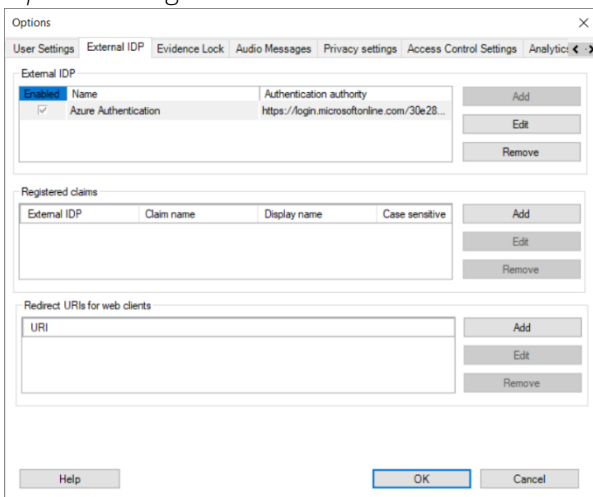 Options
User Settings External IDP Evidence Lock Audio Messages Privacy settings Access Control Settings Analytics
External IDP
Enabled Name Authentication authority
Azure Authentication https://login.microsoftonline.com/30e28...
Add
Edit
Remove
Registered claims
External IDP Claim name Display name Case sensitive
Add
Edit
Remove
Redirect URIs for web clients
URI
Add
Edit
Remove
Help OK Cancel